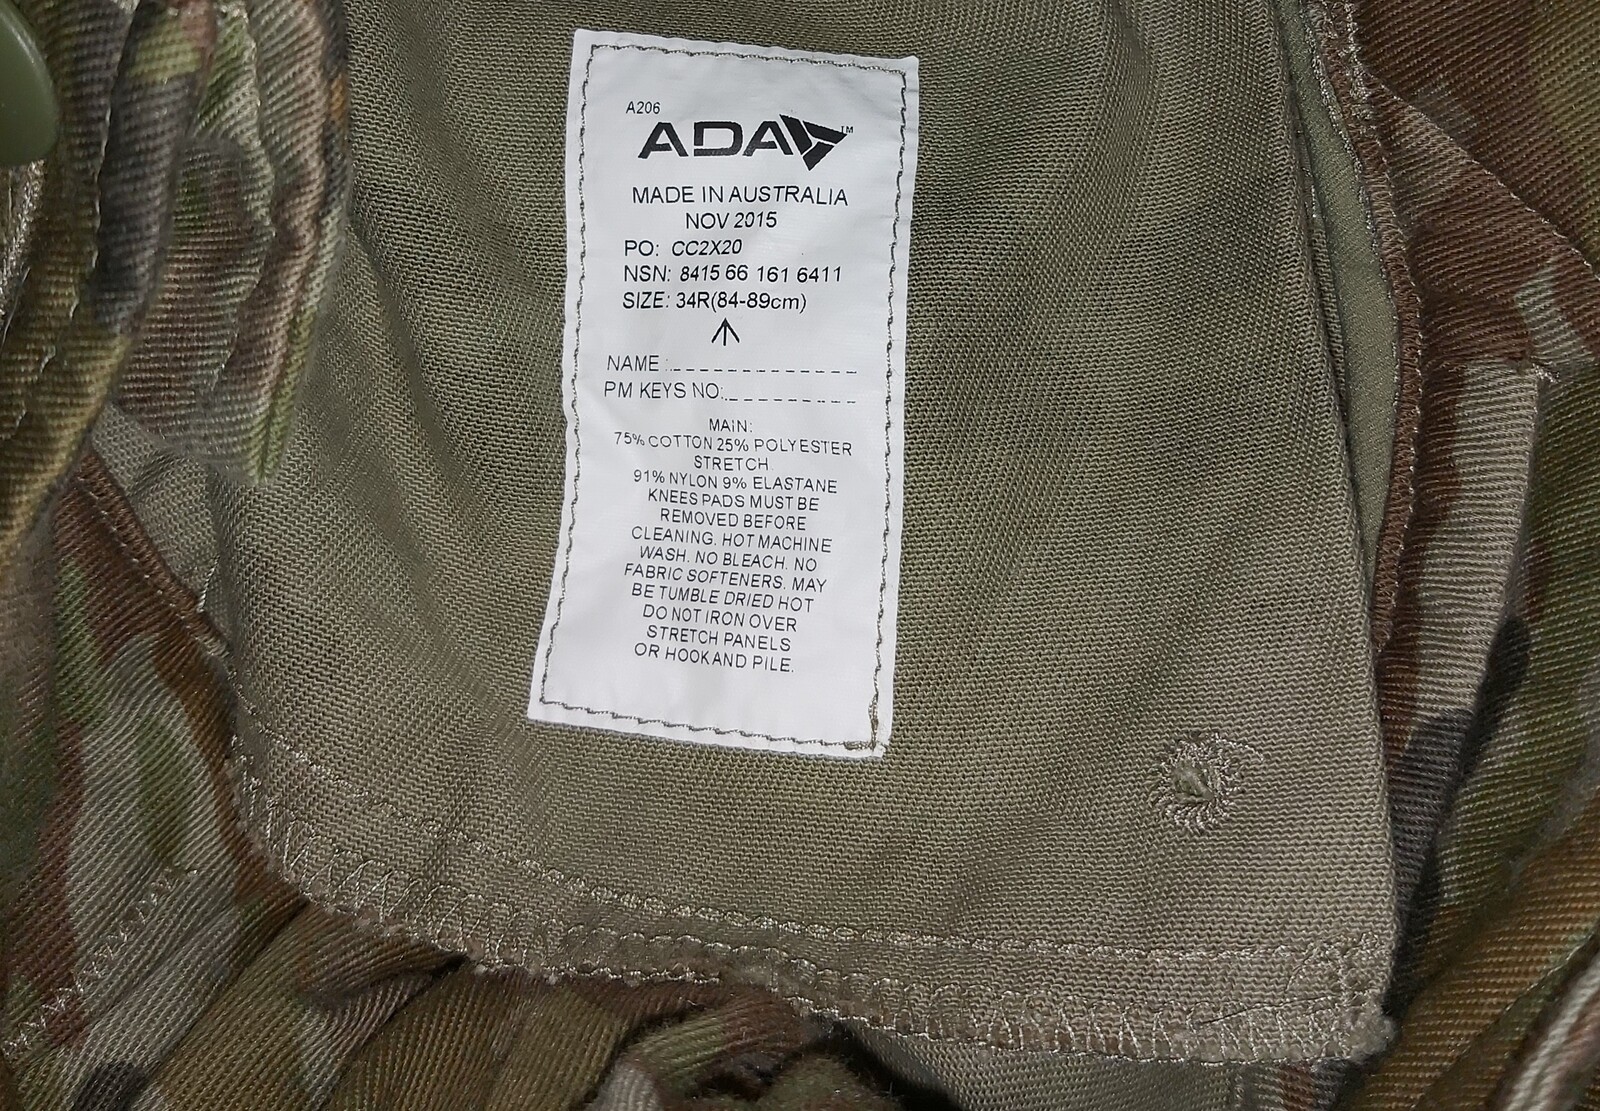 A206
ADA ™
MADE IN AUSTRALIA
NOV 2015
PO: CC2X20
NSN: 8415 66 161 6411
SIZE: 34R(84-89cm)
NAME :
PM KEYS NO:
MAIN:
75% COTTON 25% POLYESTER
STRETCH.
91% NYLON 9% ELASTANE
KNEES PADS MUST BE
REMOVED BEFORE
CLEANING. HOT MACHINE
WASH. NO BLEACH. NO
FABRIC SOFTENERS. MAY
BE TUMBLE DRIED HOT
DO NOT IRON OVER
STRETCH PANELS
OR HOOK AND PILE.